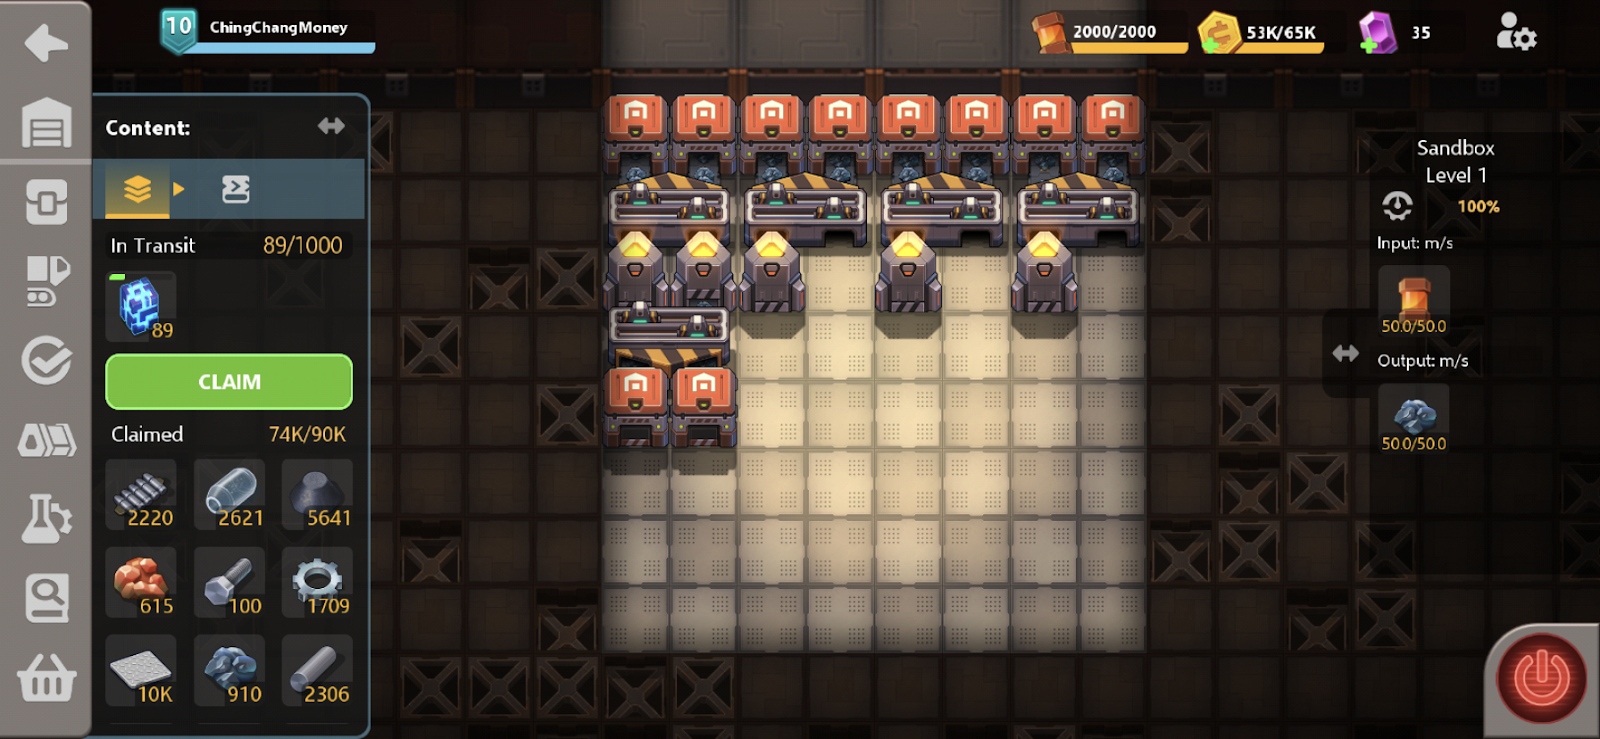 10
ChingChangMoney
2000/2000
53K/65K
35
Content:
In Transit 89/1000
89
CLAIM
Claimed 74K/90K
2220 2621 5641
615 100 1709
10K 910 2306
Sandbox
Level 1
100%
Input: m/s
50.0/50.0
Output: m/s
50.0/50.0